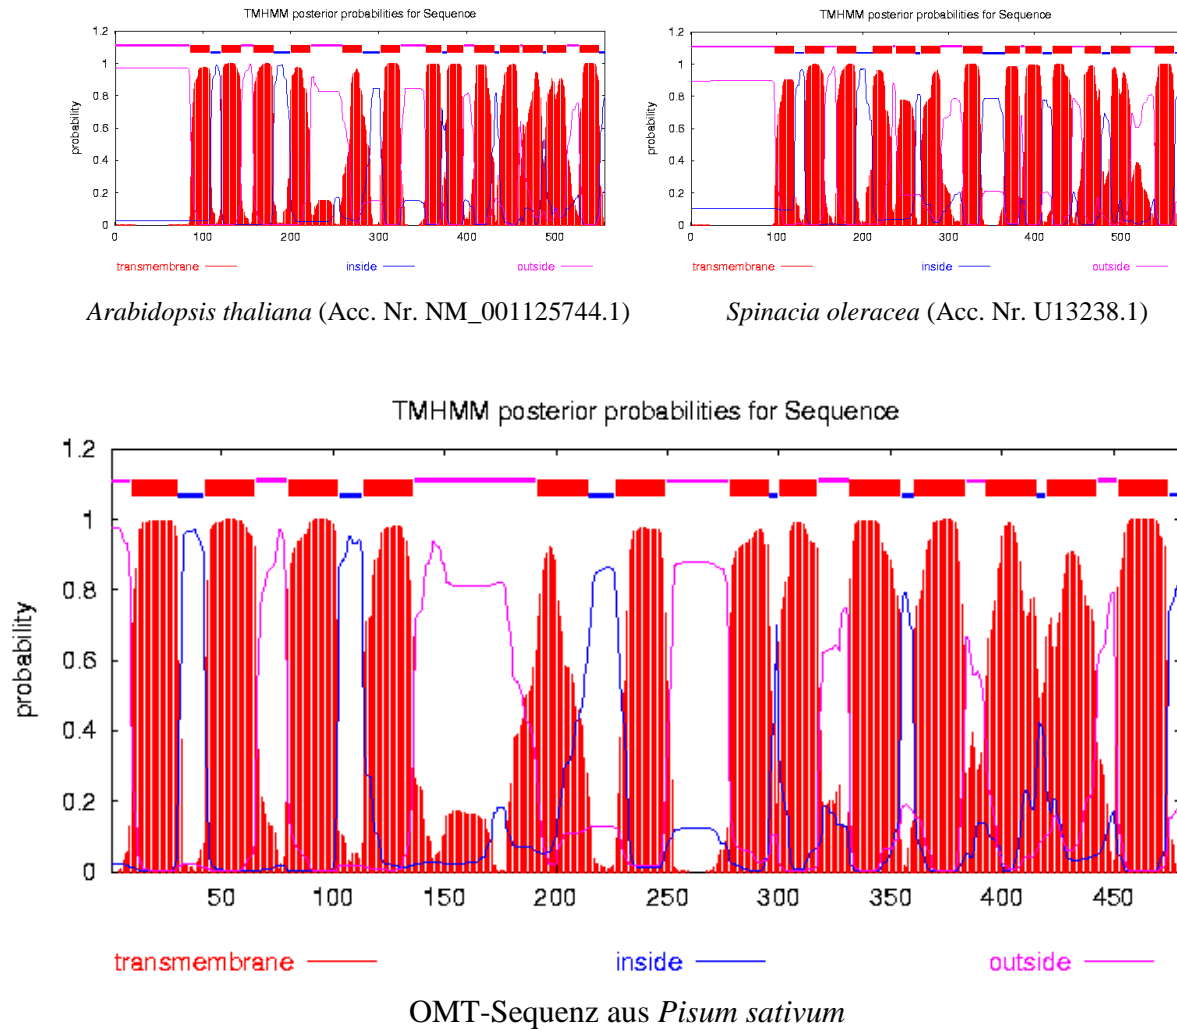 TMHMM posterior probabilities for Sequence
1.2
1
0.8
0.6
0.4
0.2
0
probability
0 100 200 300 400 500
transmembrane inside outside
Arabidopsis thaliana (Acc. Nr. NM_001125744.1)
TMHMM posterior probabilities for Sequence
1.2
1
0.8
0.6
0.4
0.2
0
probability
0 100 200 300 400 500
transmembrane inside outside
Spinacia oleracea (Acc. Nr. U13238.1)
TMHMM posterior probabilities for Sequence
1.2
1
0.8
0.6
0.4
0.2
0
probability
50 100 150 200 250 300 350 400 450
transmembrane inside outside
OMT-Sequenz aus Pisum sativum